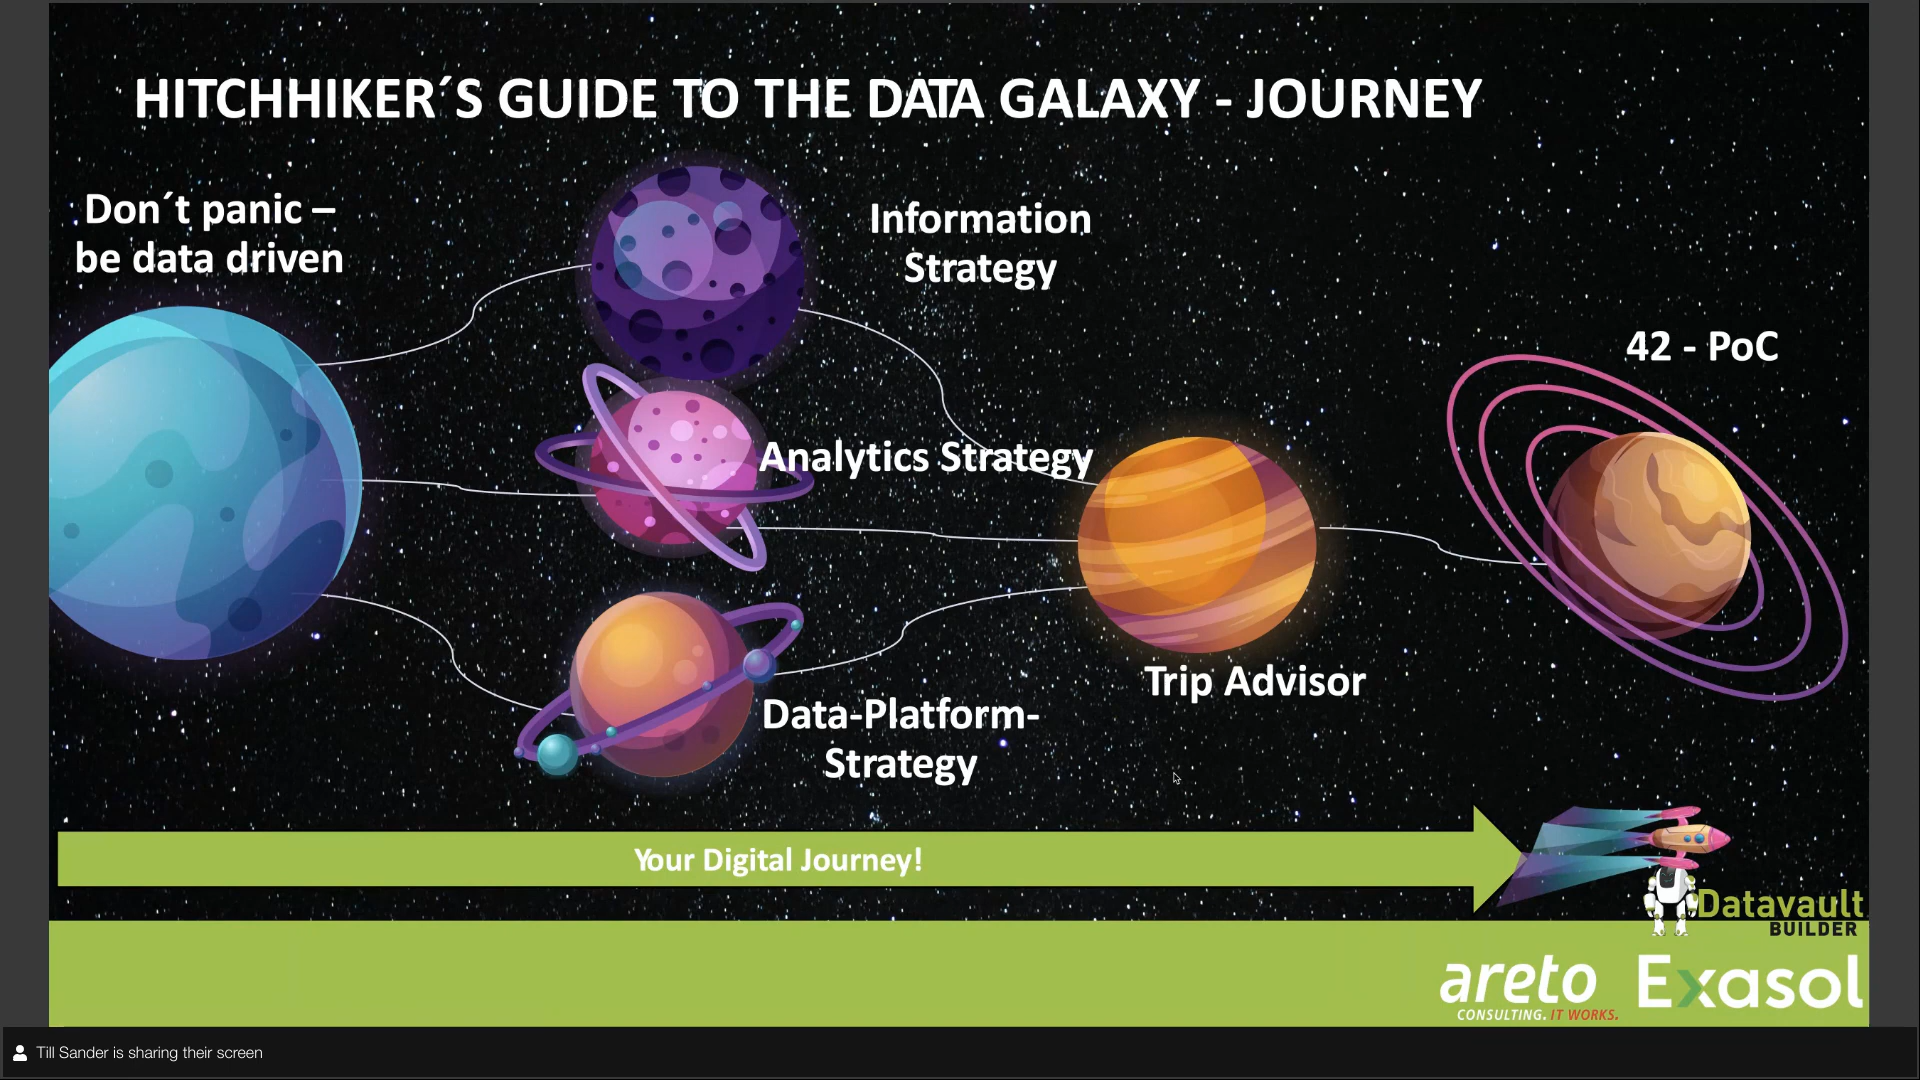 HITCHHIKER´S GUIDE TO THE DATA GALAXY - JOURNEY
Don´t panic –
be data driven
Information
Strategy
42 - PoC
Analytics Strategy
Trip Advisor
Data-Platform-
Strategy
Your Digital Journey!
Datavault
BUILDER
areto
CONSULTING. IT WORKS.
Exasol
Till Sander is sharing their screen